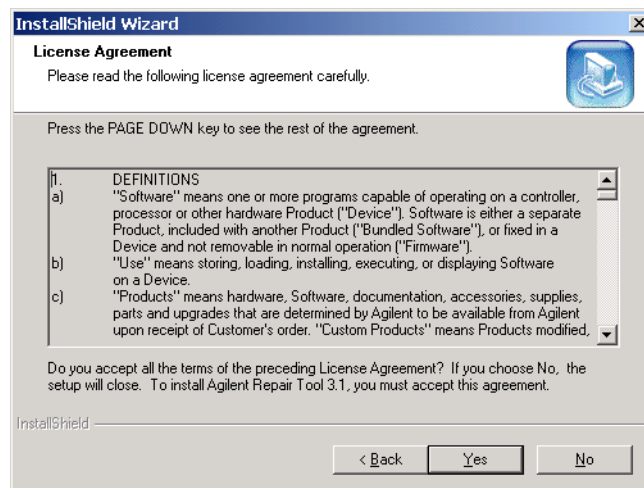 InstallShield Wizard
License Agreement
Please read the following license agreement carefully.
Press the PAGE DOWN key to see the rest of the agreement.
1. DEFINITIONS
a) "Software" means one or more programs capable of operating on a controller,
processor or other hardware Product ("Device"). Software is either a separate
Product, included with another Product ("Bundled Software"), or fixed in a
Device and not removable in normal operation ("Firmware").
b) "Use" means storing, loading, installing, executing, or displaying Software
on a Device.
c) "Products" means hardware, Software, documentation, accessories, supplies,
parts and upgrades that are determined by Agilent to be available from Agilent
upon receipt of Customer's order. "Custom Products" means Products modified,
Do you accept all the terms of the preceding License Agreement? If you choose No, the
setup will close. To install Agilent Repair Tool 3.1, you must accept this agreement.
InstallShield
< Back Yes No